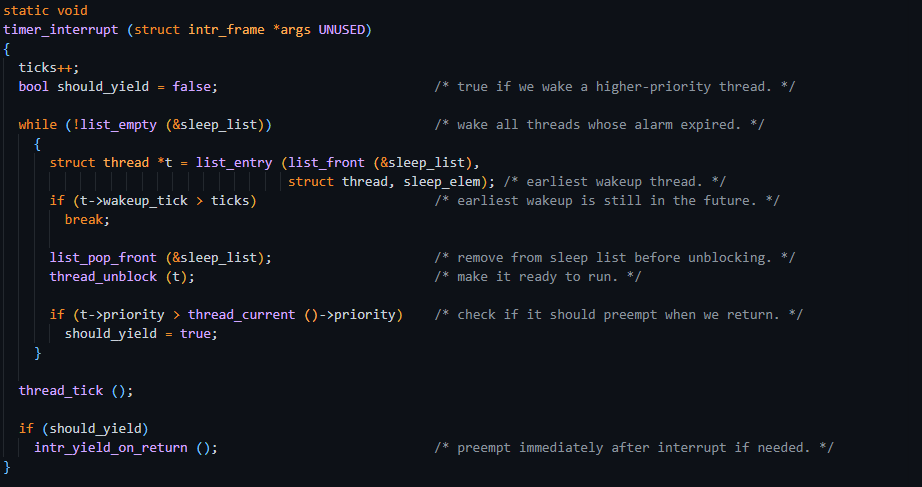 static void
timer_interrupt (struct intr_frame *args UNUSED)
{
  ticks++;
  bool should_yield = false;                           /* true if we wake a higher-priority thread. */

  while (!list_empty (&sleep_list))                    /* wake all threads whose alarm expired. */
    {
      struct thread *t = list_entry (list_front (&sleep_list),
                                     struct thread, sleep_elem); /* earliest wakeup thread. */
      if (t->wakeup_tick > ticks)                      /* earliest wakeup is still in the future. */
        break;

      list_pop_front (&sleep_list);                    /* remove from sleep list before unblocking. */
      thread_unblock (t);                              /* make it ready to run. */

      if (t->priority > thread_current ()->priority)   /* check if it should preempt when we return. */
        should_yield = true;
    }

  thread_tick ();

  if (should_yield)
    intr_yield_on_return ();                           /* preempt immediately after interrupt if needed. */
}